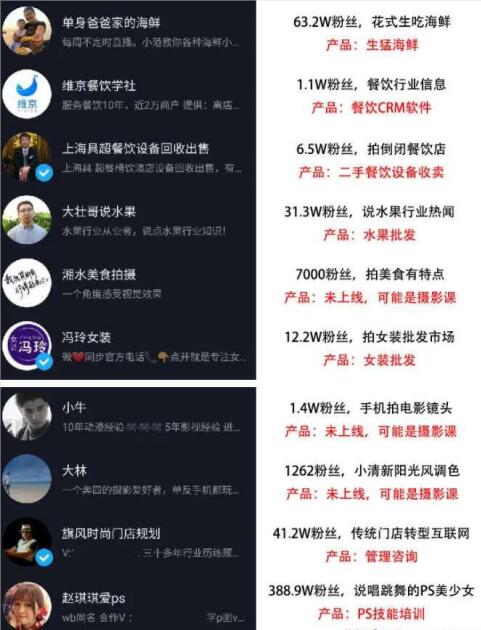 单身爸爸家的海鲜
63.2W粉丝，花式生吃海鲜
每周不定时直播。小范教你各种海鲜小...
产品：生猛海鲜
维京餐饮学社
1.1W粉丝，餐饮行业信息
维京
服务餐饮10年，近2万商户 提供：离店...
产品：餐饮CRM软件
上海具超餐饮设备回收出售
6.5W粉丝，拍倒闭餐饮店
上海具 超餐椅饮酒店设备回收出售，有...
产品：二手餐饮设备收卖
大壮哥说水果
31.3W粉丝，说水果行业热闻
水果行业从业者，说点水果行业知识！
产品：水果批发
湘水美食拍摄
7000粉丝，拍美食有特点
一个角度感受视觉效果
产品：未上线，可能是摄影课
冯玲女装
12.2W粉丝，拍女装批发市场
冯玲
微❤️同步官方电话📞👇点开就是专注女...
产品：女装批发
小牛
1.4W粉丝，手机拍电影镜头
10年动漫经验 5年影视经验 进...
产品：未上线，可能是摄影课
大林
1262粉丝，小清新阳光风调色
一个奔四的摄影爱好者，单反手机都玩...
产品：未上线，可能是摄影课
旗风时尚门店规划
41.2W粉丝，传统门店转型互联网
V: . 三十多年行业历练顾...
产品：管理咨询
赵琪琪爱ps
388.9W粉丝，说唱跳舞的PS美少女
wb同名 合作V： 学p图v...
产品：PS技能培训